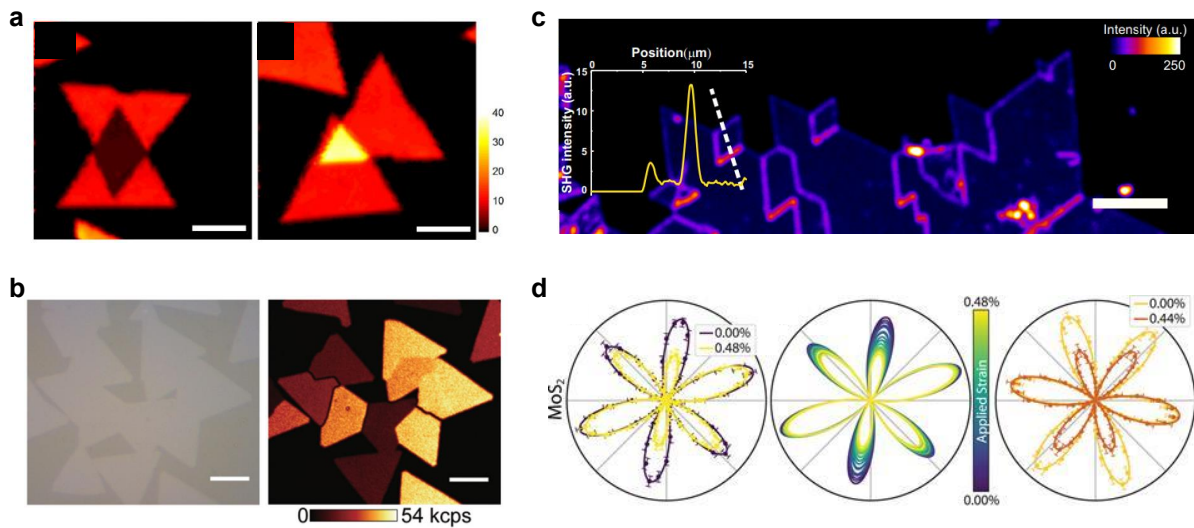 a
40
30
20
10
0
b
0 54 kcps
c
Position(μm)
0 5 10 15
15
10
5
0
SHG intensity (a.u.)
Intensity (a.u.)
0 250
d
MoS₂
0.00%
0.48%
0.48%
Applied Strain
0.00%
0.00%
0.44%